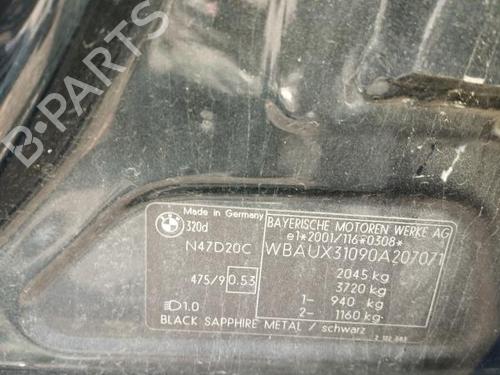 B-PARTS
BMW
Made in Germany
320d
N47D20C
475/9 0.53
1.0
BAYERISCHE MOTOREN WERKE AG
e1*2001/116*0308*
WBAUX31090A207071
2045 kg
3720 kg
1- 940 kg
2- 1160 kg
BLACK SAPPHIRE METAL / schwarz